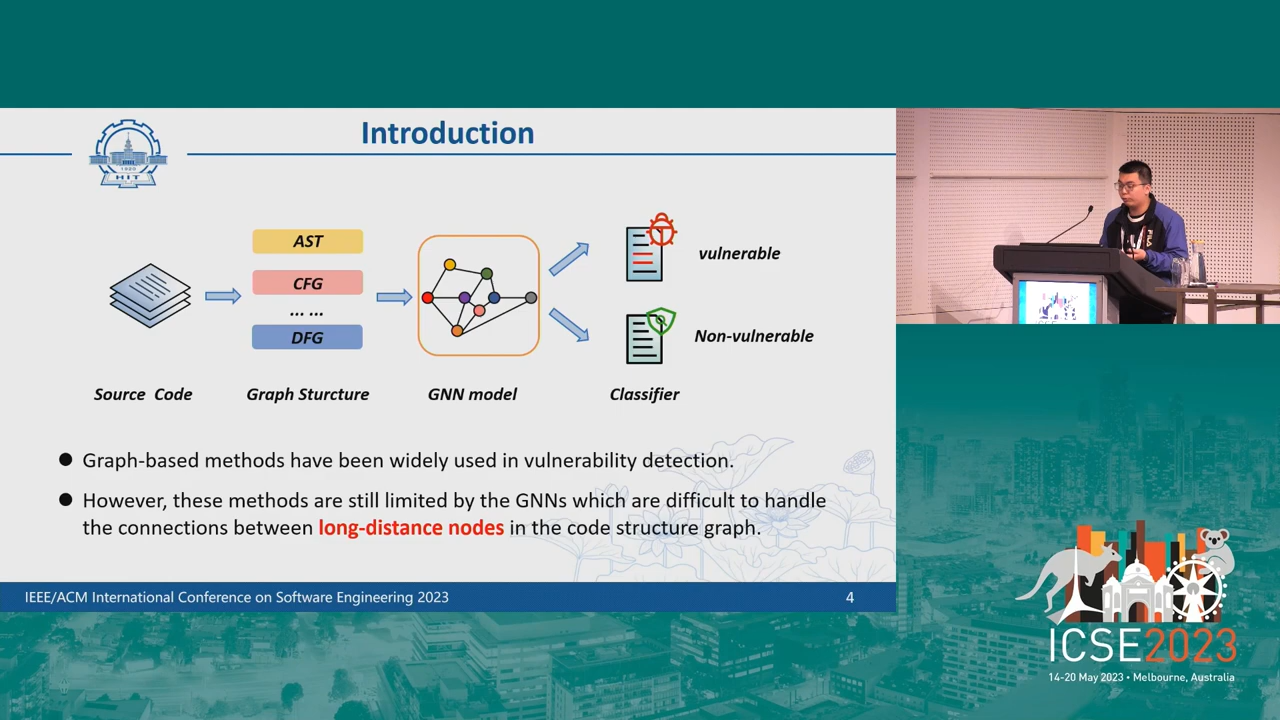 Introduction
1920
HIT
AST
CFG
... ...
DFG
vulnerable
Non-vulnerable
Source Code
Graph Sturcture
GNN model
Classifier
● Graph-based methods have been widely used in vulnerability detection.
● However, these methods are still limited by the GNNs which are difficult to handle
the connections between long-distance nodes in the code structure graph.
IEEE/ACM International Conference on Software Engineering 2023
4
ICSE2023
14-20 May 2023 • Melbourne, Australia